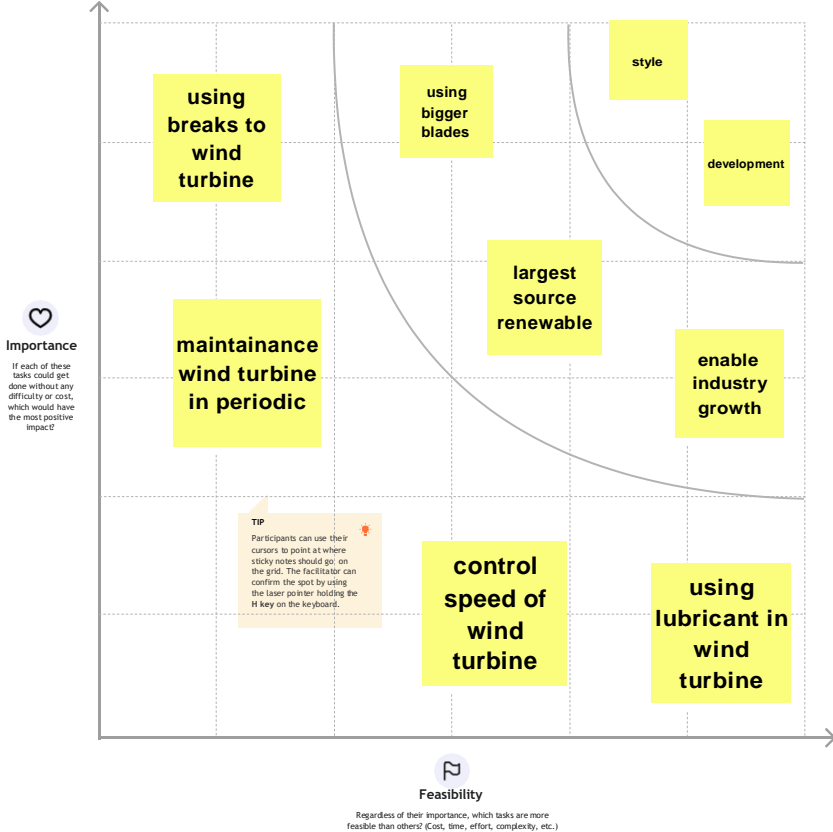 style
using
breaks to
wind
turbine
using
bigger
blades
development
largest
source
renewable
maintainance
wind turbine
in periodic
enable
industry
growth
Importance
If each of these
tasks could get
done without any
difficulty or cost,
which would have
the most positive
impact?
TIP
Participants can use their
cursors to point at where
sticky notes should go on
the grid. The facilitator can
confirm the spot by using
the laser pointer holding the
H key on the keyboard.
control
speed of
wind
turbine
using
lubricant in
wind
turbine
Feasibility
Regardless of their importance, which tasks are more
feasible than others? (Cost, time, effort, complexity, etc.)